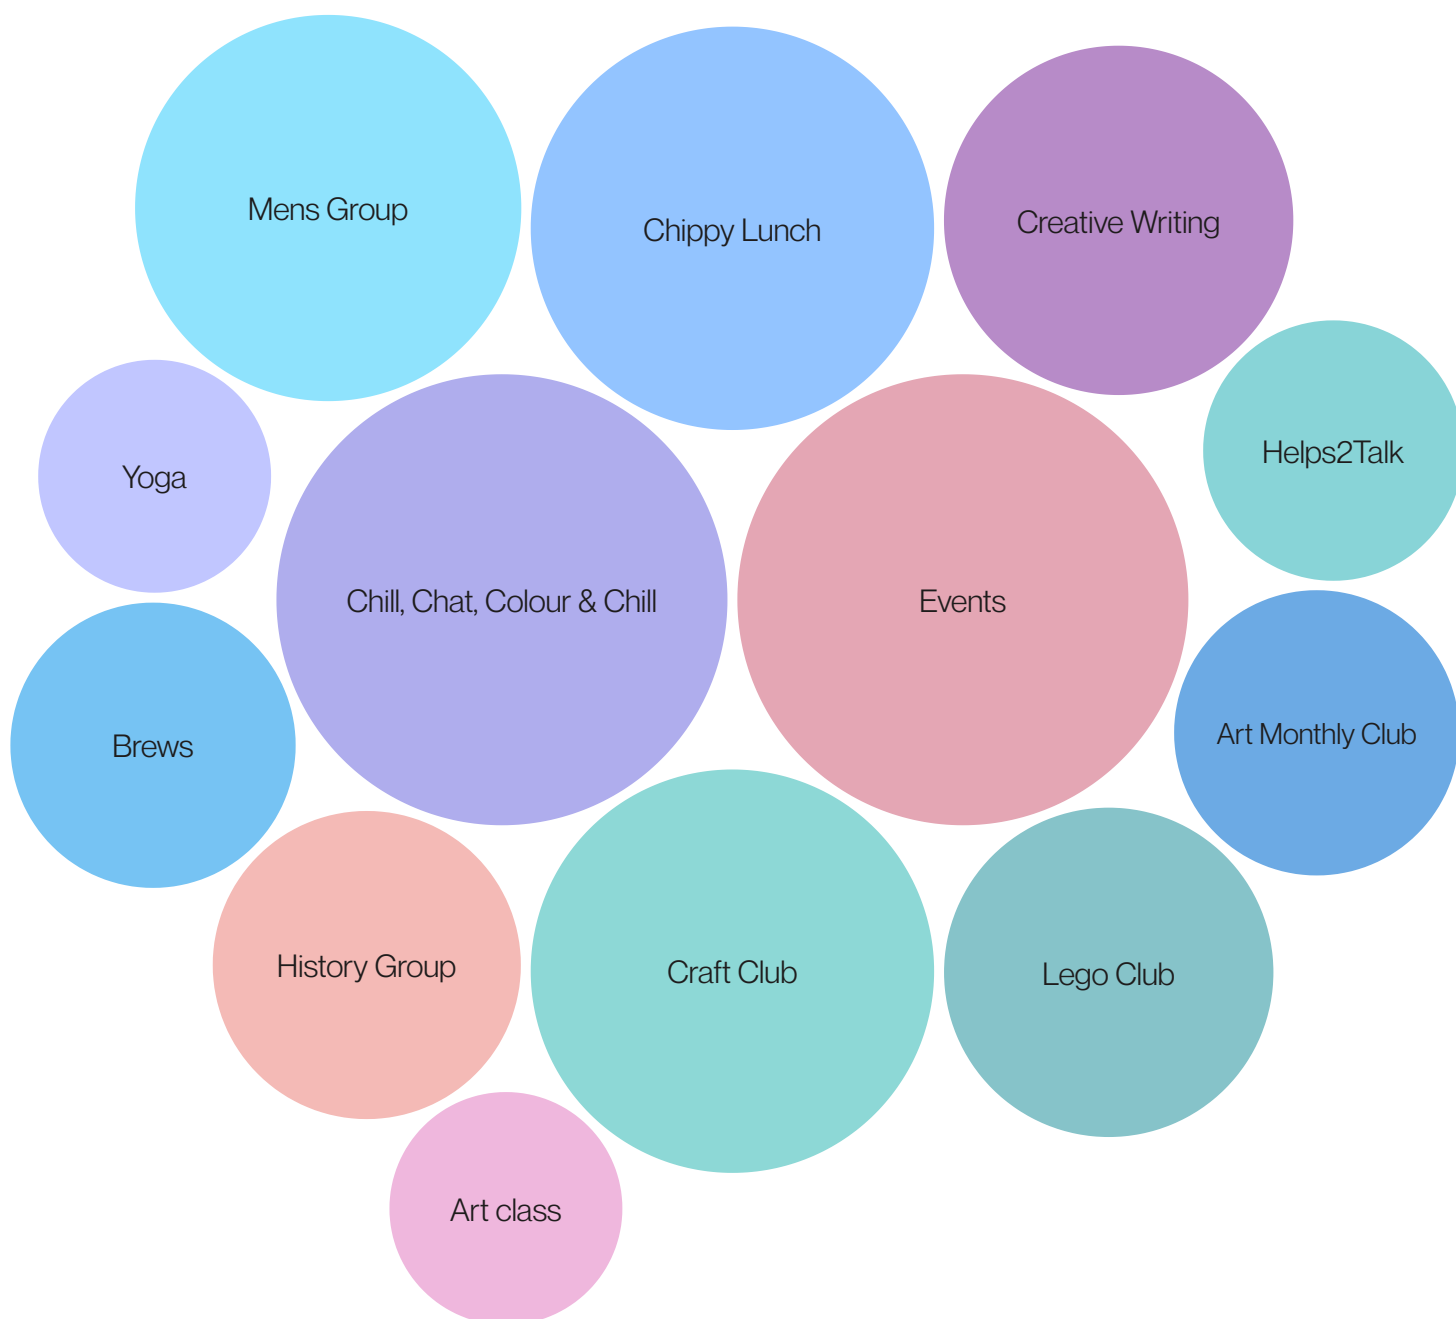 Mens Group
Chippy Lunch
Creative Writing
Helps2Talk
Yoga
Chill, Chat, Colour & Chill
Events
Art Monthly Club
Brews
History Group
Craft Club
Lego Club
Art class